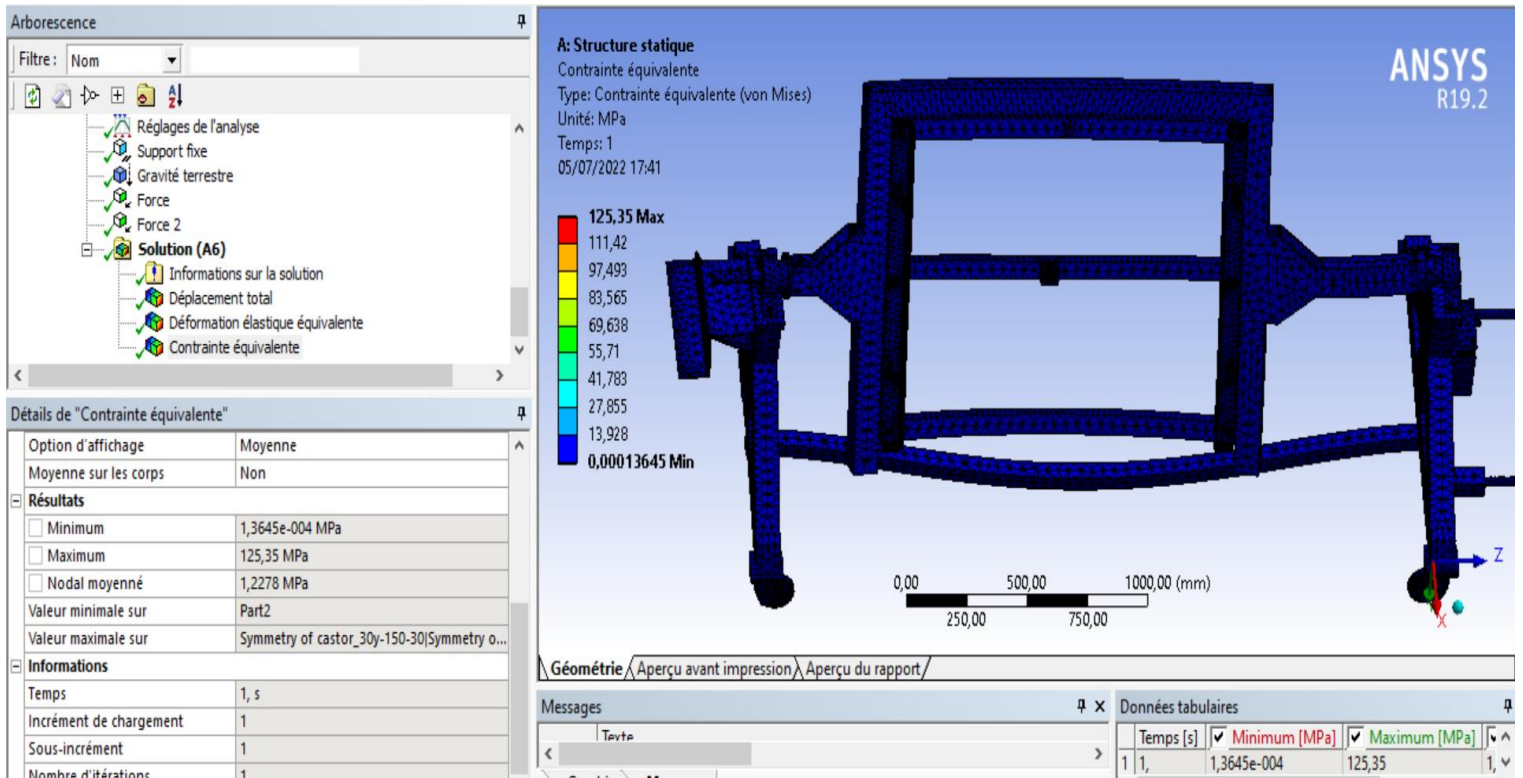 Arborescence
Filtre : Nom
Réglages de l'analyse
Support fixe
Gravité terrestre
Force
Force 2
Solution (A6)
Informations sur la solution
Déplacement total
Déformation élastique équivalente
Contrainte équivalente
Détails de "Contrainte équivalente"
Option d'affichage Moyenne
Moyenne sur les corps Non
Résultats
Minimum 1,3645e-004 MPa
Maximum 125,35 MPa
Nodal moyenné 1,2278 MPa
Valeur minimale sur Part2
Valeur maximale sur Symmetry of castor_30y-150-30|Symmetry o...
Informations
Temps 1, s
Incrément de chargement 1
Sous-incrément 1
Nombre d'itérations 1
A: Structure statique
Contrainte équivalente
Type: Contrainte équivalente (von Mises)
Unité: MPa
Temps: 1
05/07/2022 17:41
125,35 Max
111,42
97,493
83,565
69,638
55,71
41,783
27,855
13,928
0,00013645 Min
ANSYS
R19.2
0,00 500,00 1000,00 (mm)
250,00 750,00
Z
X
Géométrie Aperçu avant impression Aperçu du rapport
Messages
Texte
Données tabulaires
Temps [s] Minimum [MPa] Maximum [MPa]
1 1, 1,3645e-004 125,35 1,